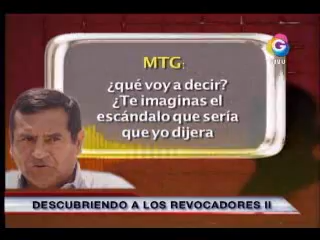 G
MTG:
¿qué voy a decir?
¿Te imaginas el
escándalo que sería
que yo dijera
DESCUBRIENDO A LOS REVOCADORES II